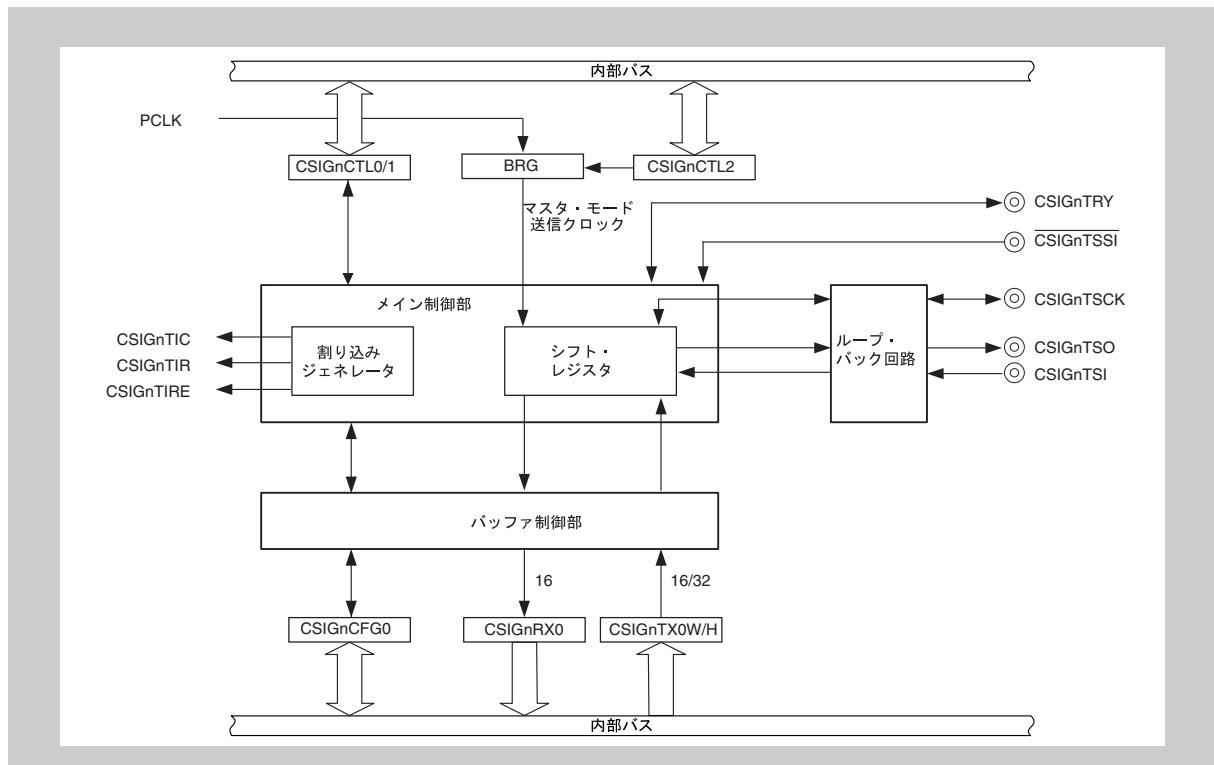 内部バス
PCLK
CSIGnCTL0/1
BRG
CSIGnCTL2
マスタ・モード
送信クロック
CSIGnTRY
CSIGnTSSI
メイン制御部
CSIGnTSCK
CSIGnTIC
CSIGnTIR
CSIGnTIRE
割り込み
ジェネレータ
シフト・
レジスタ
ループ・
バック回路
CSIGnTSO
CSIGnTSI
バッファ制御部
16
16/32
CSIGnCFG0
CSIGnRX0
CSIGnTX0W/H
内部バス